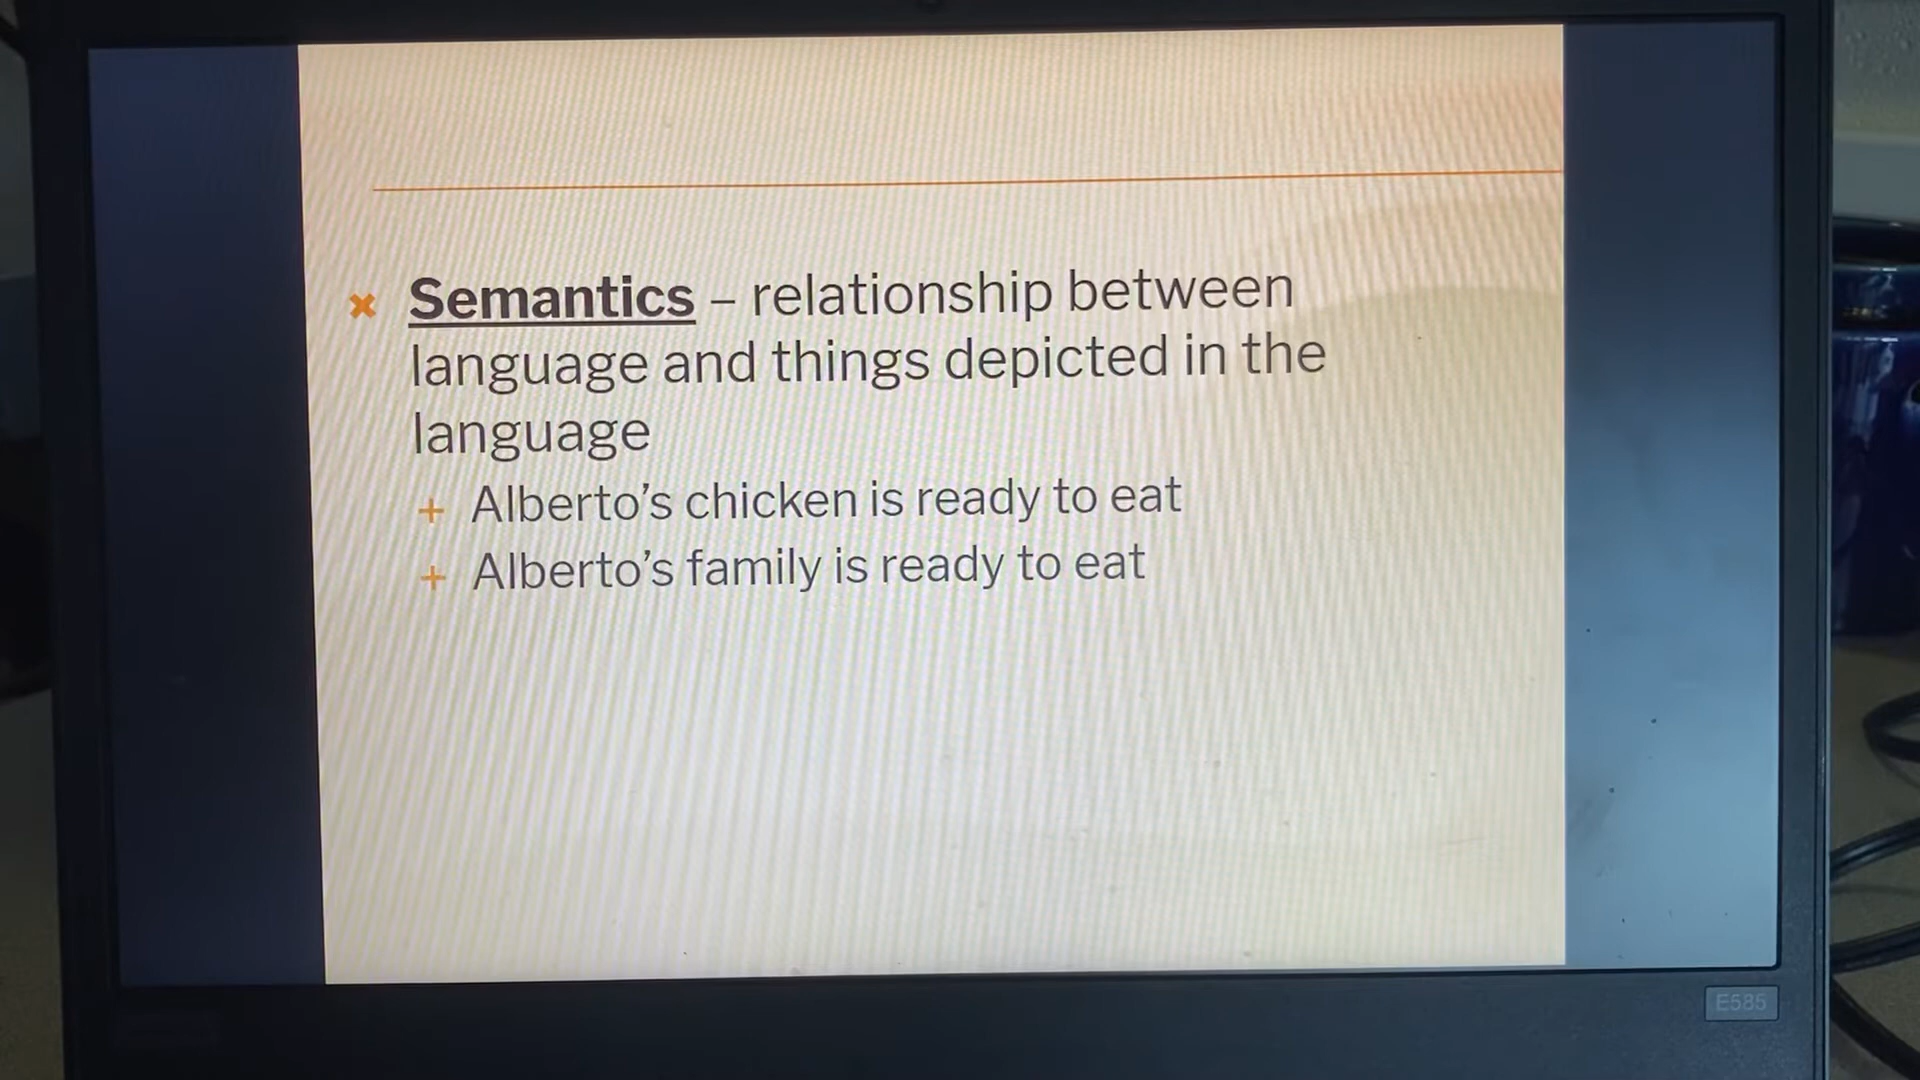 Semantics – relationship between
language and things depicted in the
language
Alberto’s chicken is ready to eat
Alberto’s family is ready to eat
E585